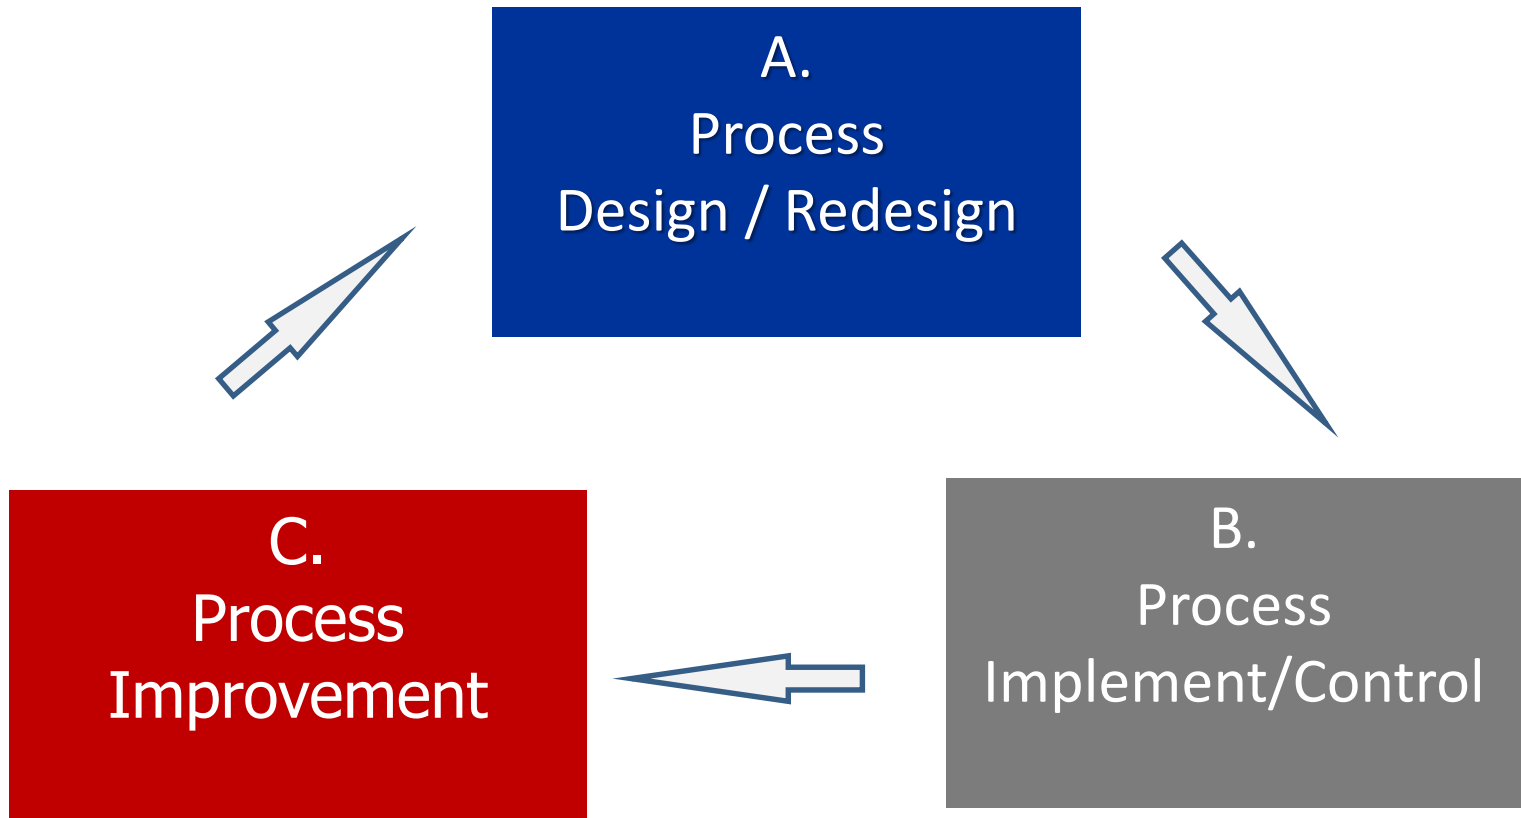 A.
Process
Design / Redesign
B.
Process
Implement/Control
C.
Process
Improvement